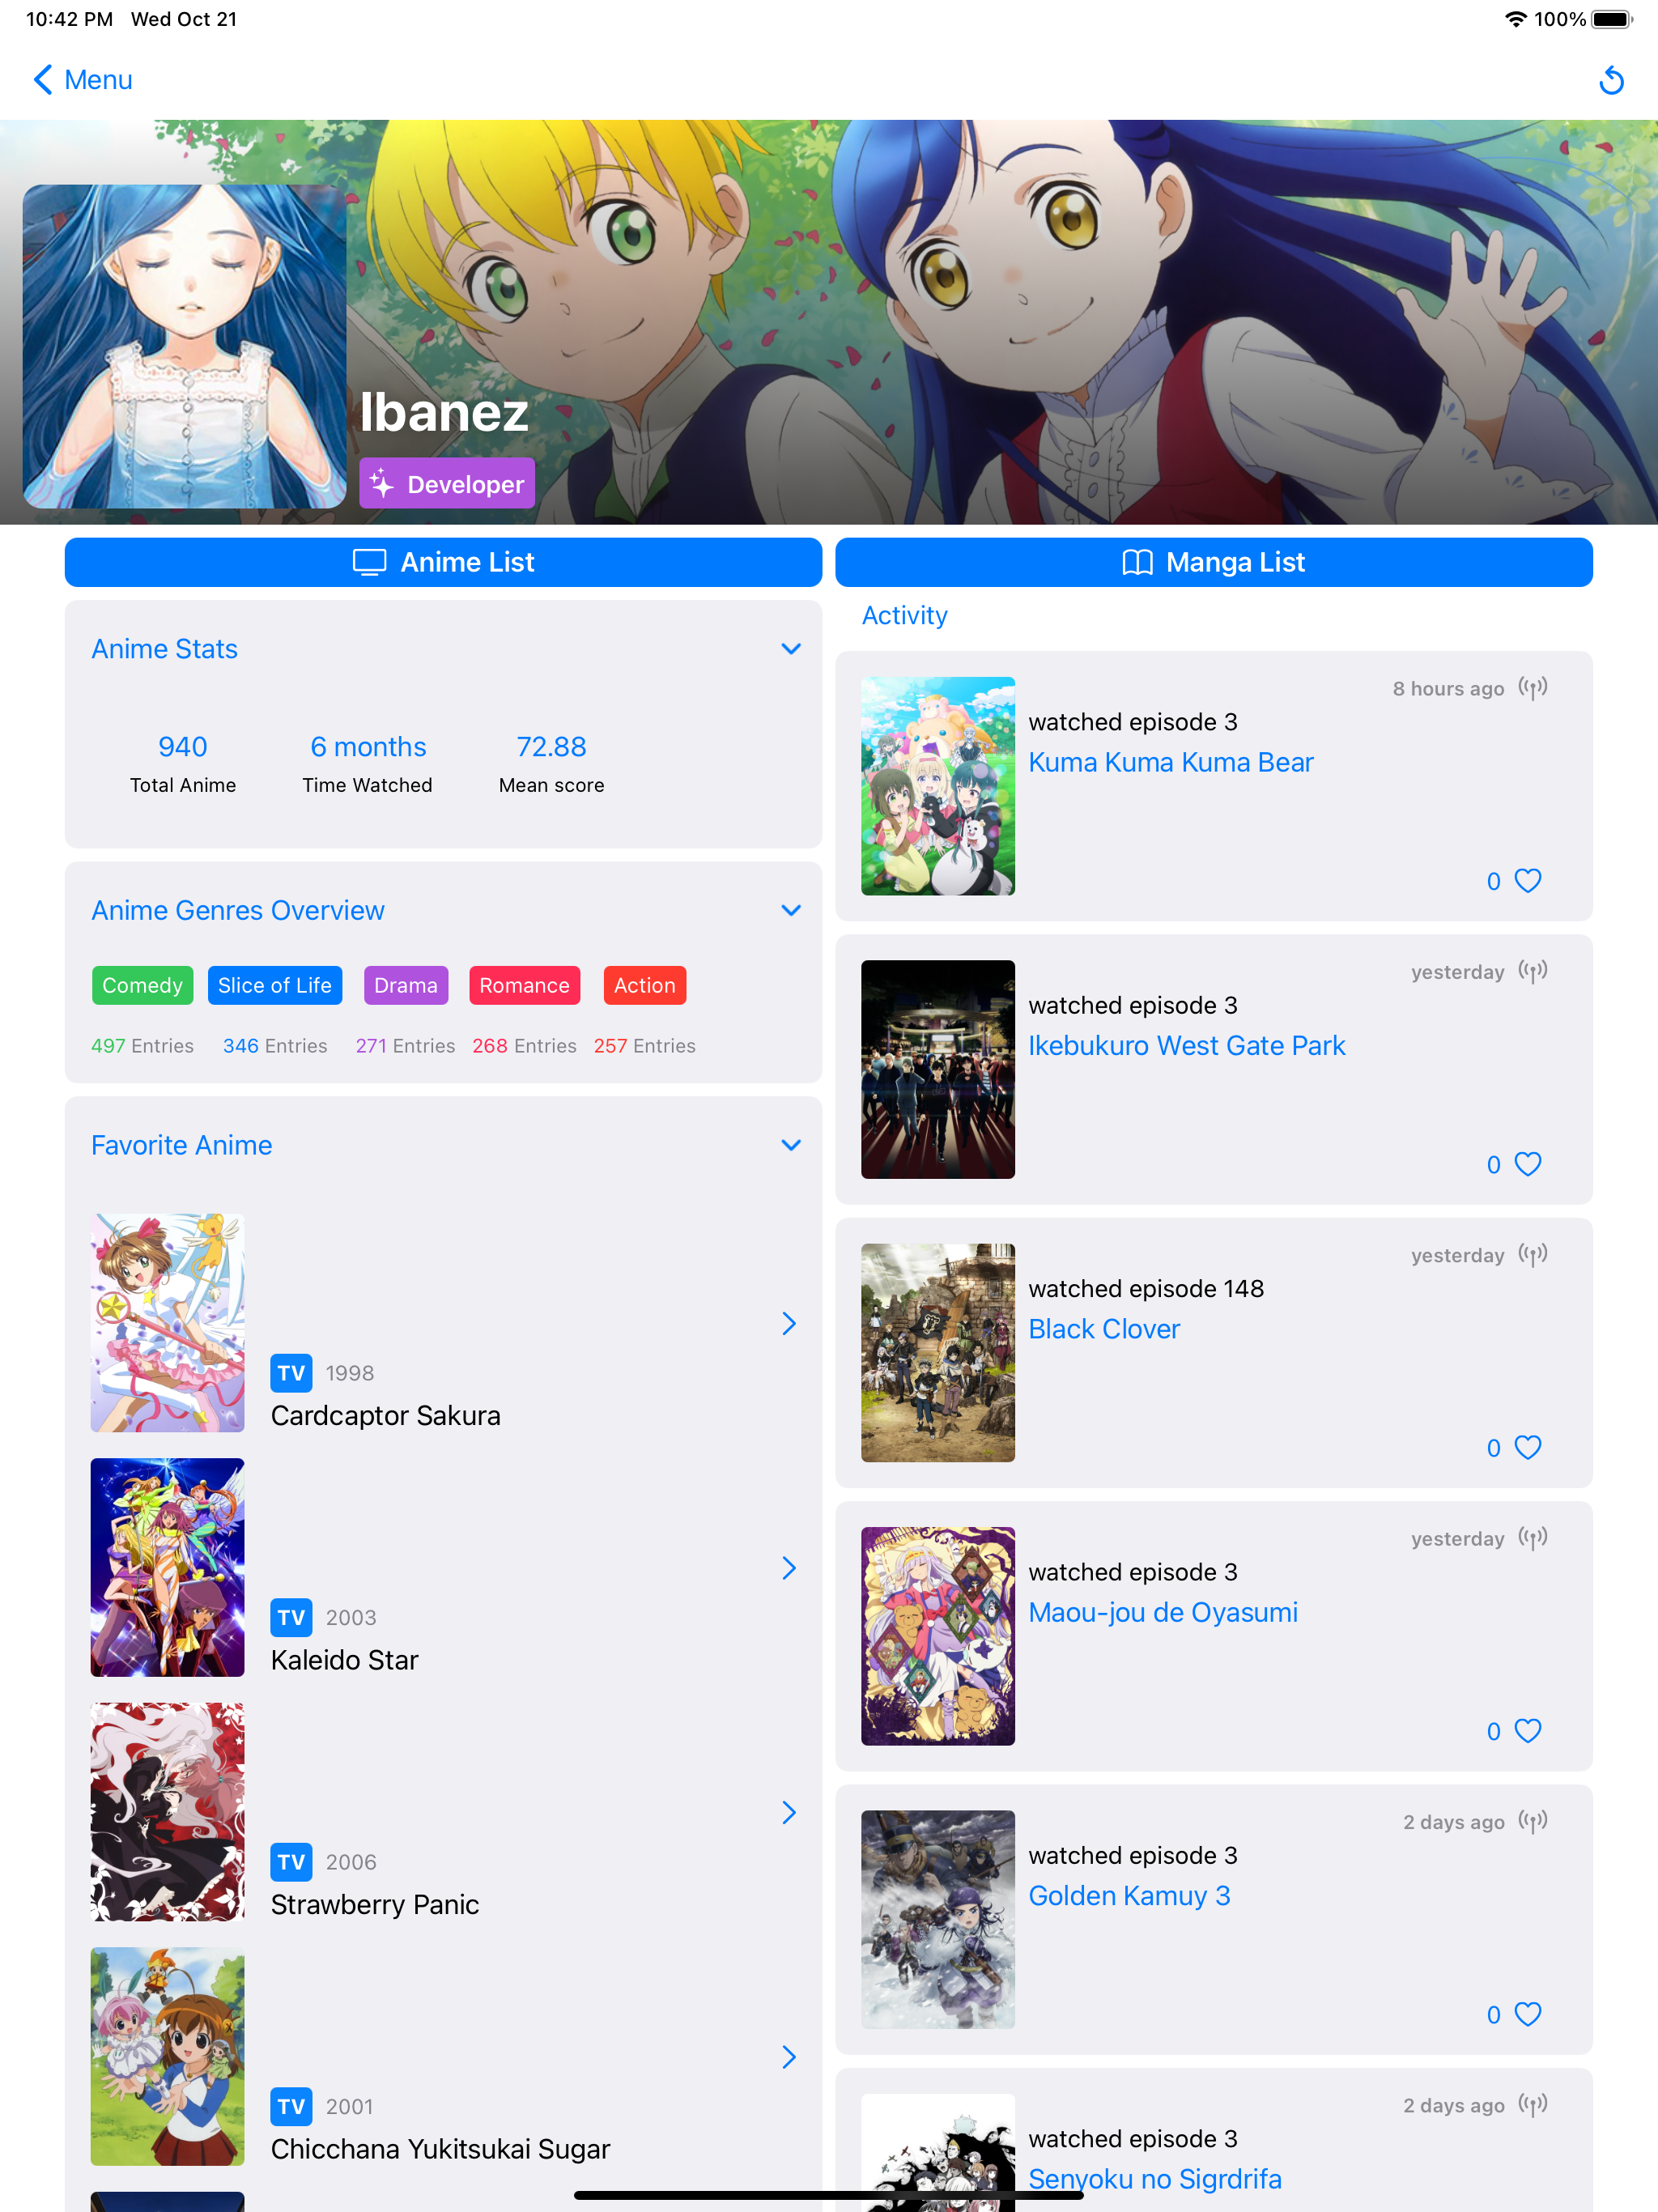 10:42 PM Wed Oct 21
100%
Menu
Ibanez
Developer
Anime List
Manga List
Anime Stats
940
6 months
72.88
Total Anime
Time Watched
Mean score
Anime Genres Overview
Comedy
Slice of Life
Drama
Romance
Action
497 Entries
346 Entries
271 Entries
268 Entries
257 Entries
Favorite Anime
TV 1998
Cardcaptor Sakura
TV 2003
Kaleido Star
TV 2006
Strawberry Panic
TV 2001
Chicchana Yukitsukai Sugar
Activity
8 hours ago
watched episode 3
Kuma Kuma Kuma Bear
0
yesterday
watched episode 3
Ikebukuro West Gate Park
0
yesterday
watched episode 148
Black Clover
0
yesterday
watched episode 3
Maou-jou de Oyasumi
0
2 days ago
watched episode 3
Golden Kamuy 3
0
2 days ago
watched episode 3
Senyoku no Sigrdrifa